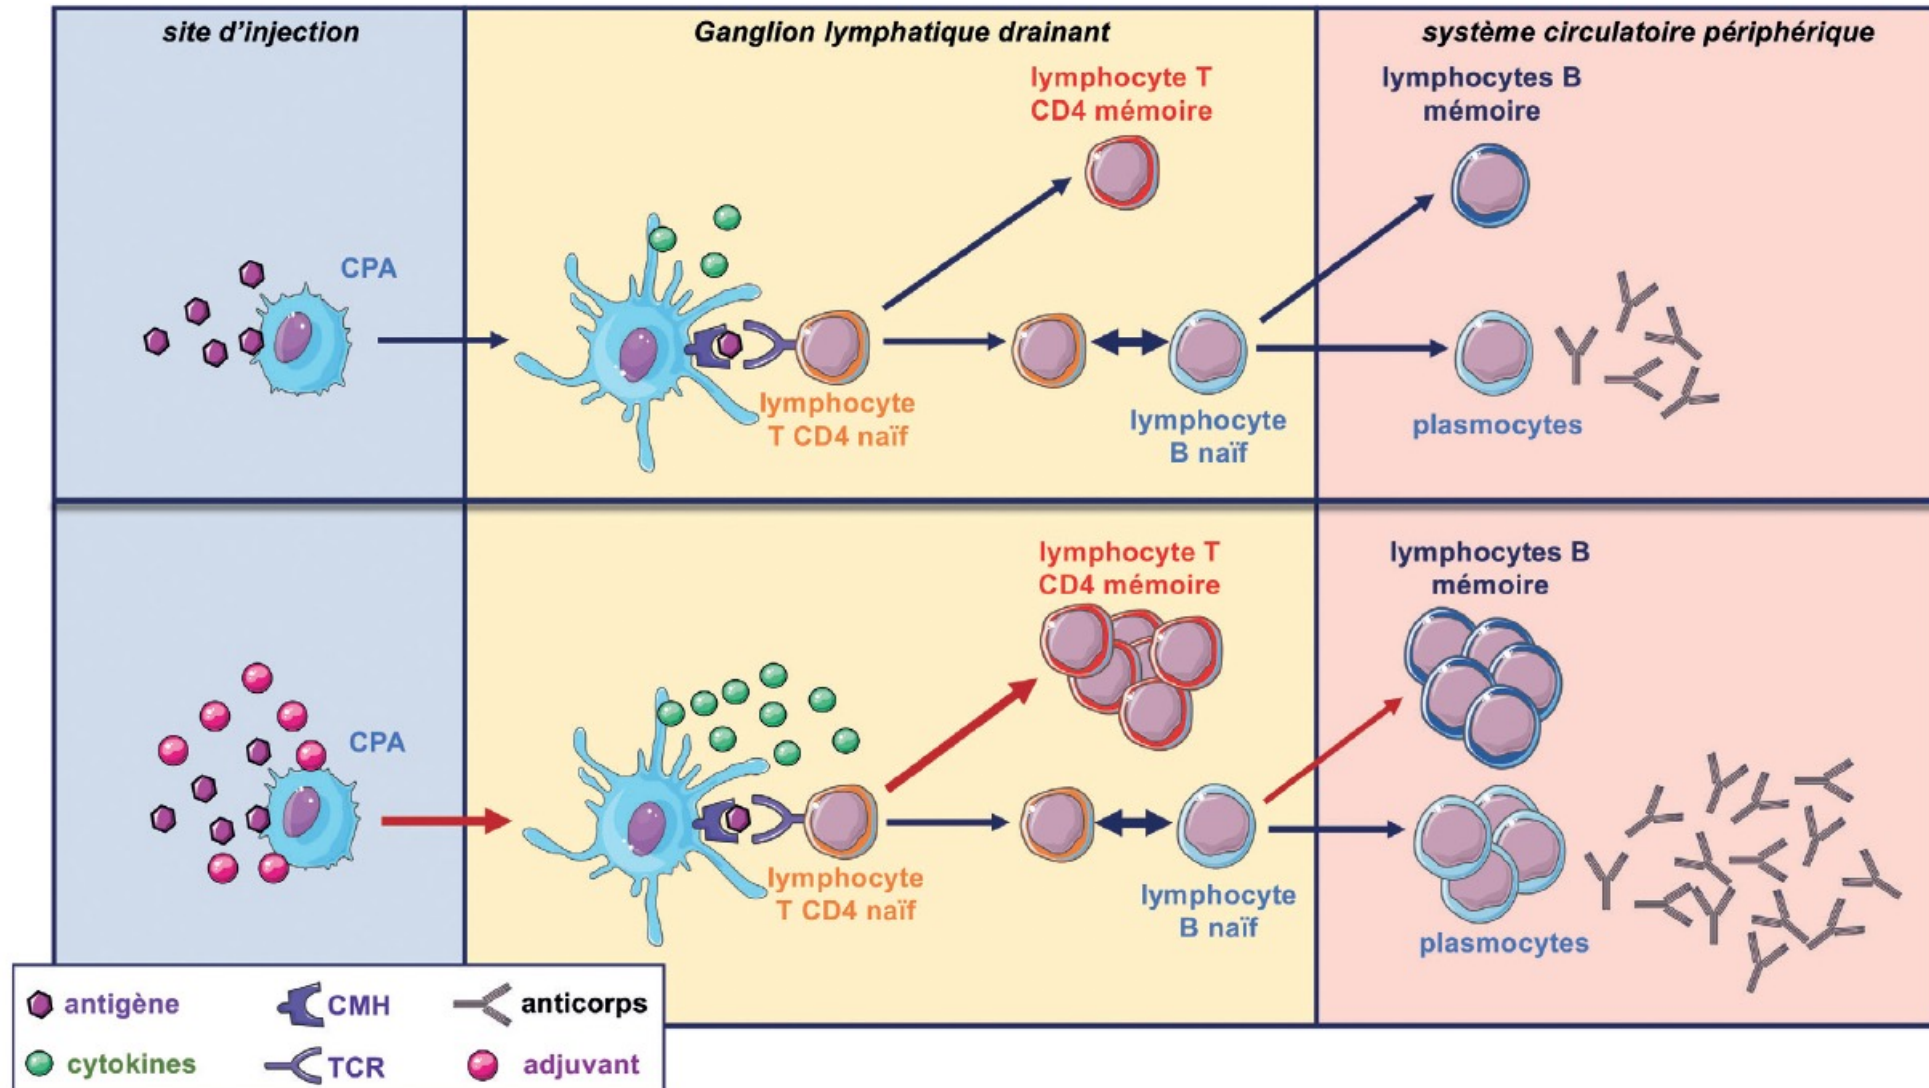 site d'injection
Ganglion lymphatique drainant
système circulatoire périphérique
lymphocyte T
CD4 mémoire
lymphocytes B
mémoire
CPA
lymphocyte
T CD4 naïf
lymphocyte
B naïf
plasmocytes
lymphocyte T
CD4 mémoire
lymphocytes B
mémoire
CPA
lymphocyte
T CD4 naïf
lymphocyte
B naïf
plasmocytes
antigène
CMH
anticorps
cytokines
TCR
adjuvant